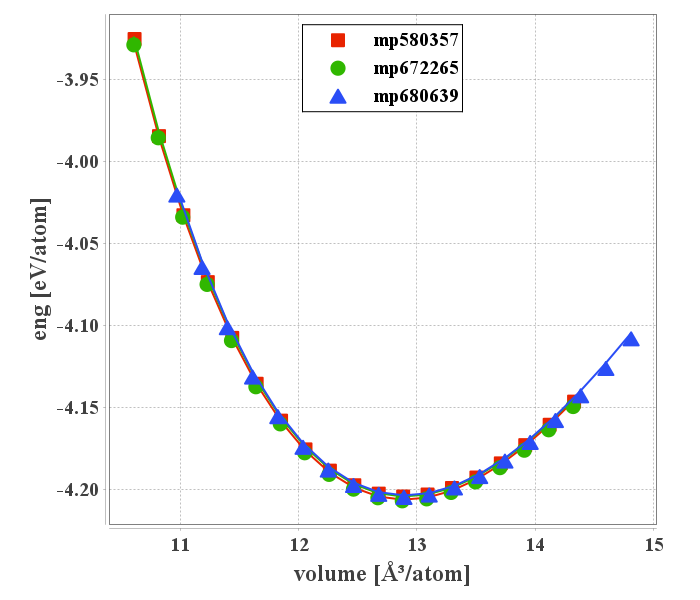 mp580357
mp672265
mp680639
-3.95
-4.00
-4.05
-4.10
-4.15
-4.20
eng [eV/atom]
11 12 13 14 15
volume [Å³/atom]